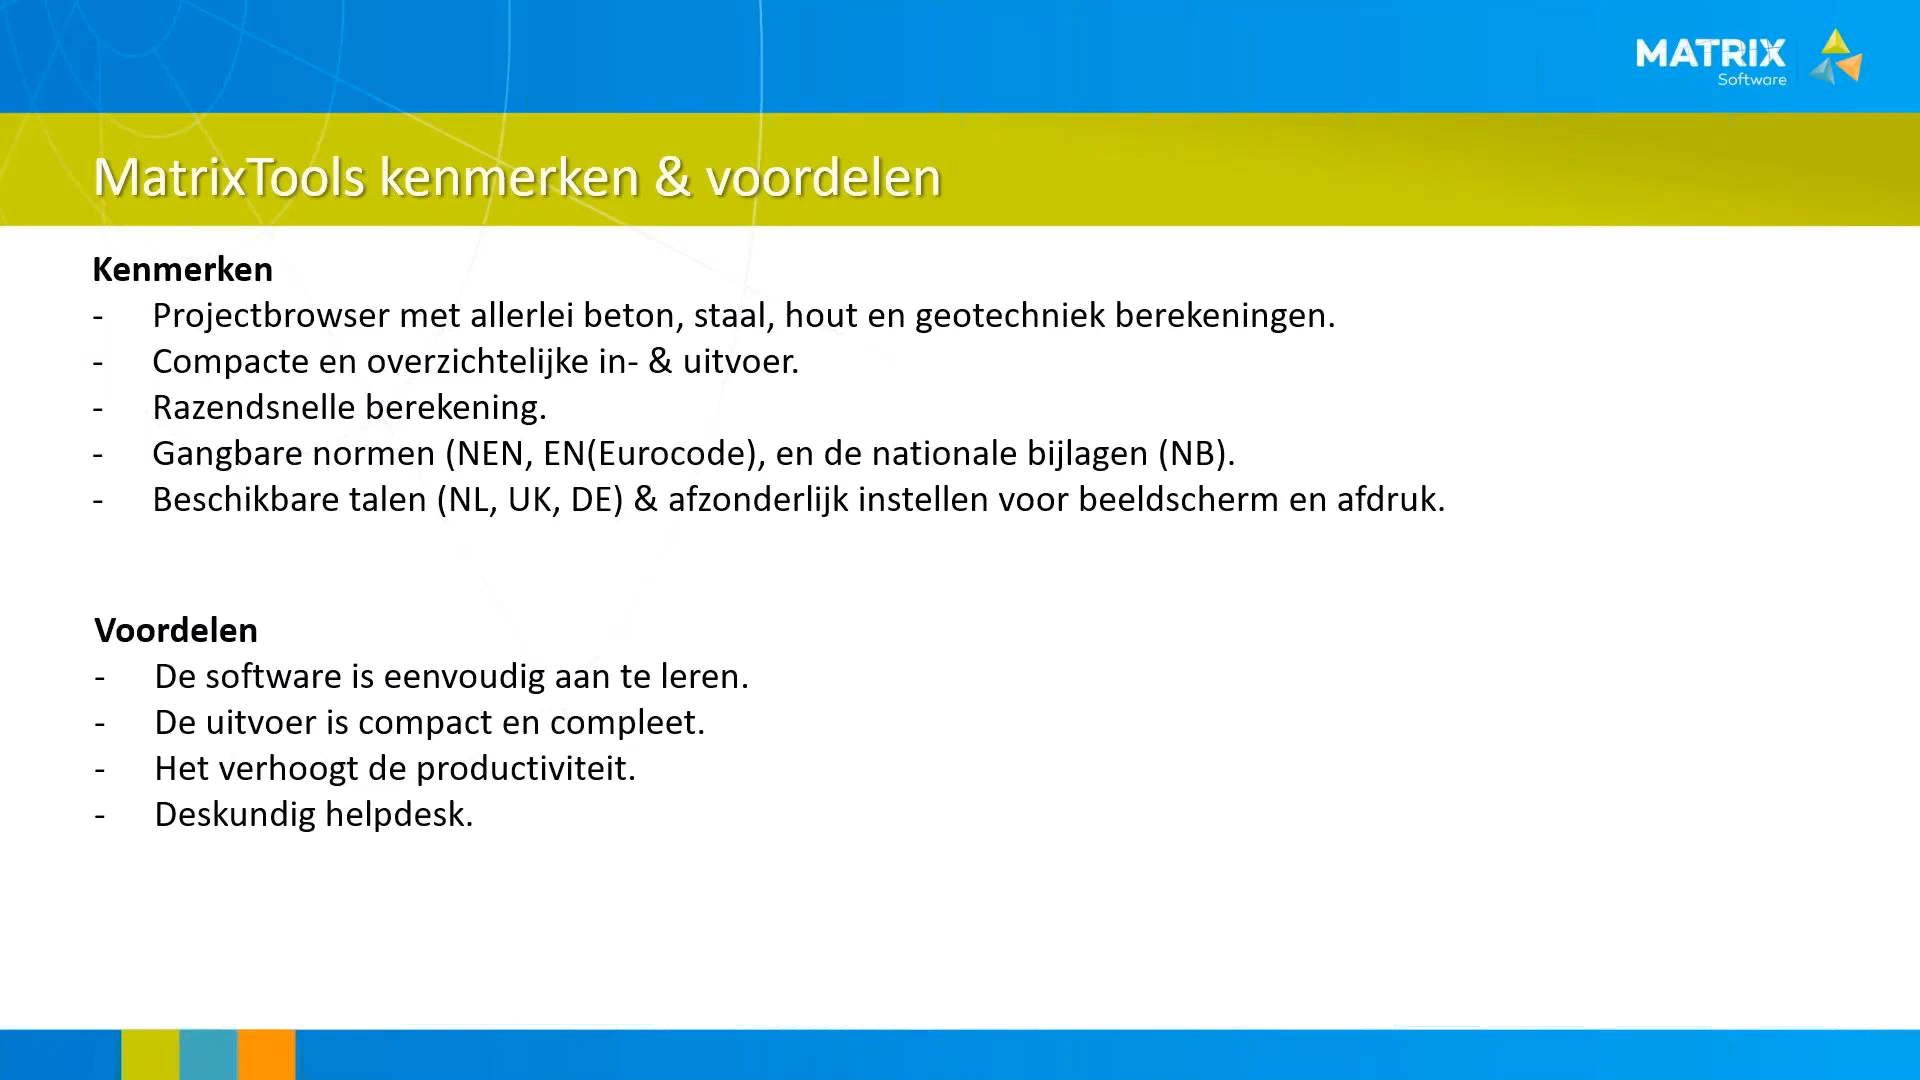 MATRIX
Software
MatrixTools kenmerken & voordelen
Kenmerken
- Projectbrowser met allerlei beton, staal, hout en geotechniek berekeningen.
- Compacte en overzichtelijke in- & uitvoer.
- Razendsnelle berekening.
- Gangbare normen (NEN, EN(Eurocode), en de nationale bijlagen (NB).
- Beschikbare talen (NL, UK, DE) & afzonderlijk instellen voor beeldscherm en afdruk.
Voordelen
- De software is eenvoudig aan te leren.
- De uitvoer is compact en compleet.
- Het verhoogt de productiviteit.
- Deskundig helpdesk.